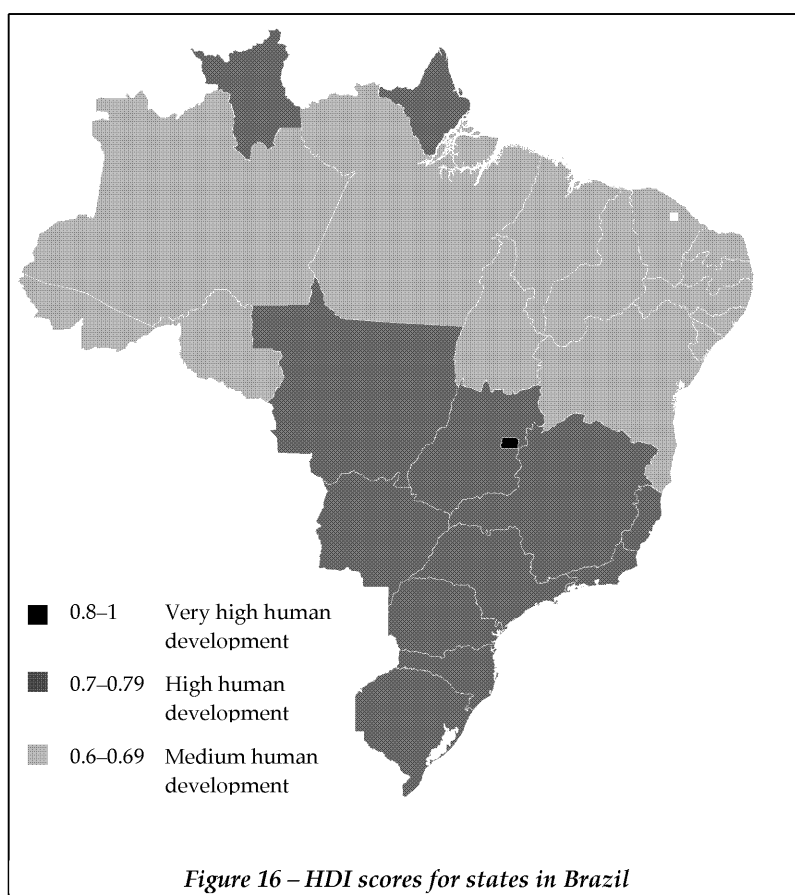 0.8–1 Very high human
development
0.7–0.79 High human
development
0.6–0.69 Medium human
development
Figure 16 – HDI scores for states in Brazil